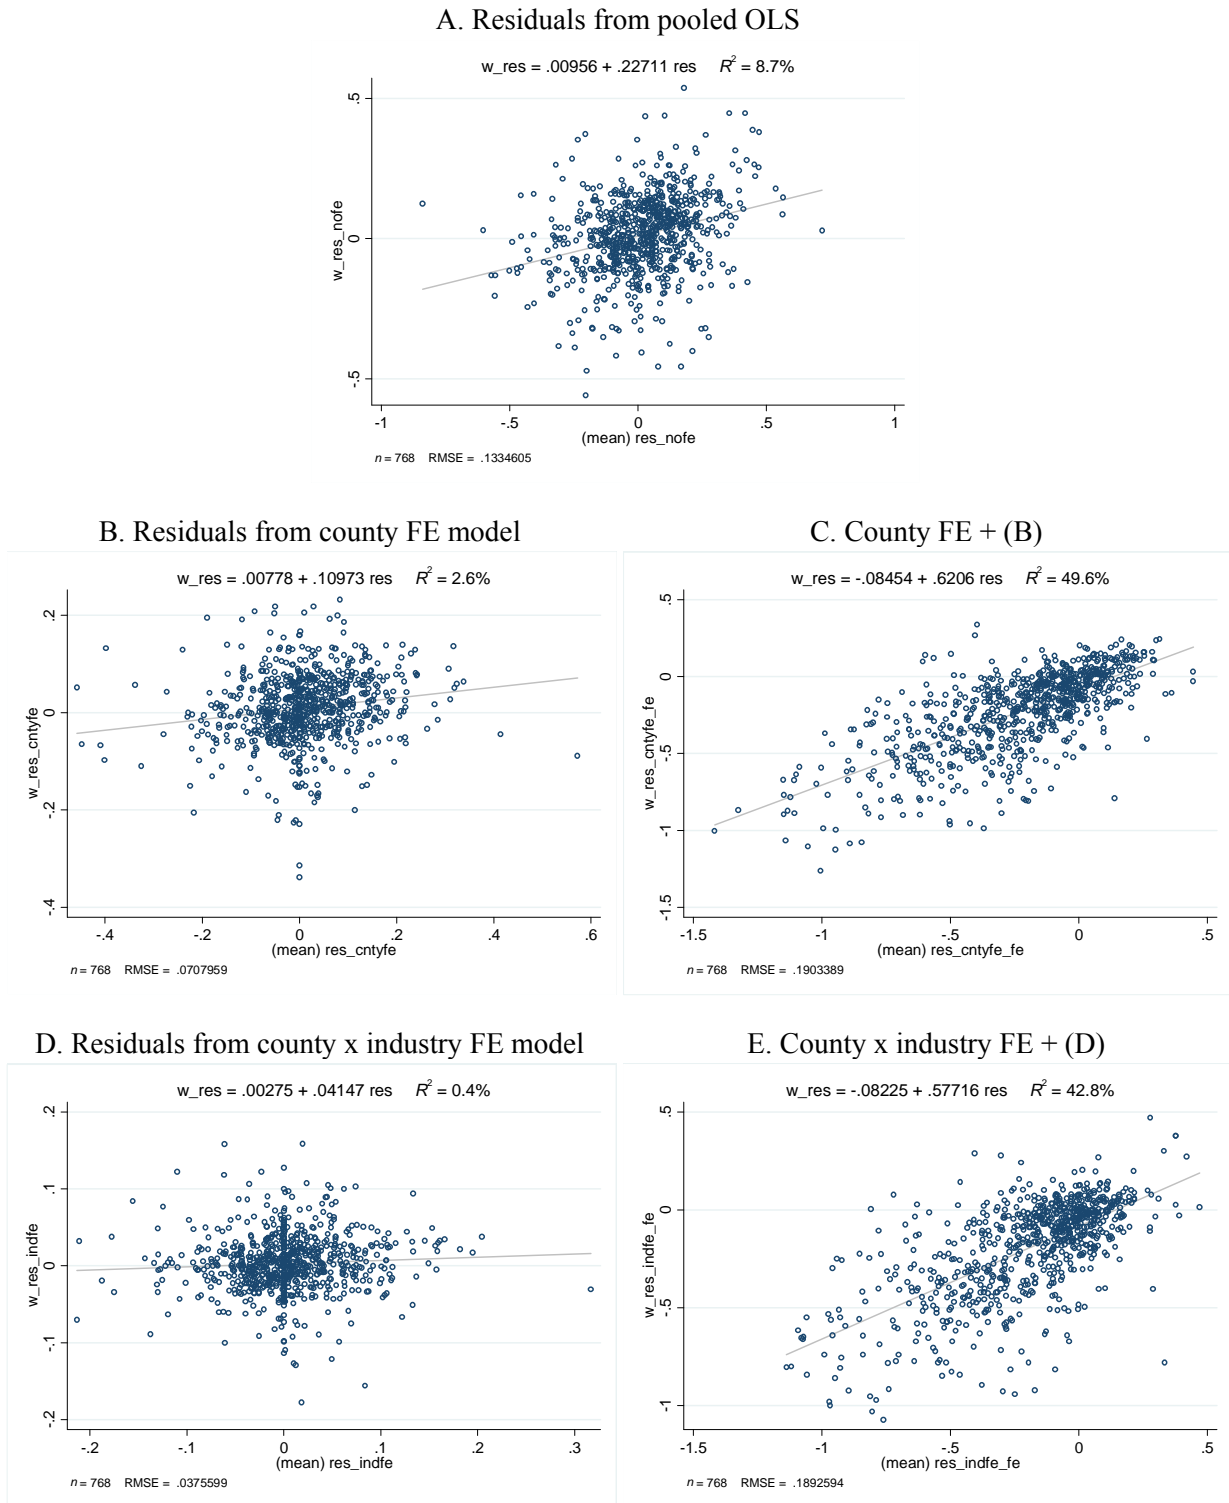 A. Residuals from pooled OLS
w_res = .00956 + .22711 res R² = 8.7%
.5
0
-.5
w_res_nofe
-1 -.5 0 .5 1
(mean) res_nofe
n = 768 RMSE = .1334605
B. Residuals from county FE model
w_res = .00778 + .10973 res R² = 2.6%
.2
0
-.2
-.4
w_res_cntyfe
-.4 -.2 0 .2 .4 .6
(mean) res_cntyfe
n = 768 RMSE = .0707959
C. County FE + (B)
w_res = -.08454 + .6206 res R² = 49.6%
.5
0
-.5
-1
-1.5
w_res_cntyfe_fe
-1.5 -1 -.5 0 .5
(mean) res_cntyfe_fe
n = 768 RMSE = .1903389
D. Residuals from county x industry FE model
w_res = .00275 + .04147 res R² = 0.4%
.2
.1
0
-.1
-.2
w_res_indfe
-.2 -.1 0 .1 .2 .3
(mean) res_indfe
n = 768 RMSE = .0375599
E. County x industry FE + (D)
w_res = -.08225 + .57716 res R² = 42.8%
.5
0
-.5
-1
w_res_indfe_fe
-1.5 -1 -.5 0 .5
(mean) res_indfe_fe
n = 768 RMSE = .1892594